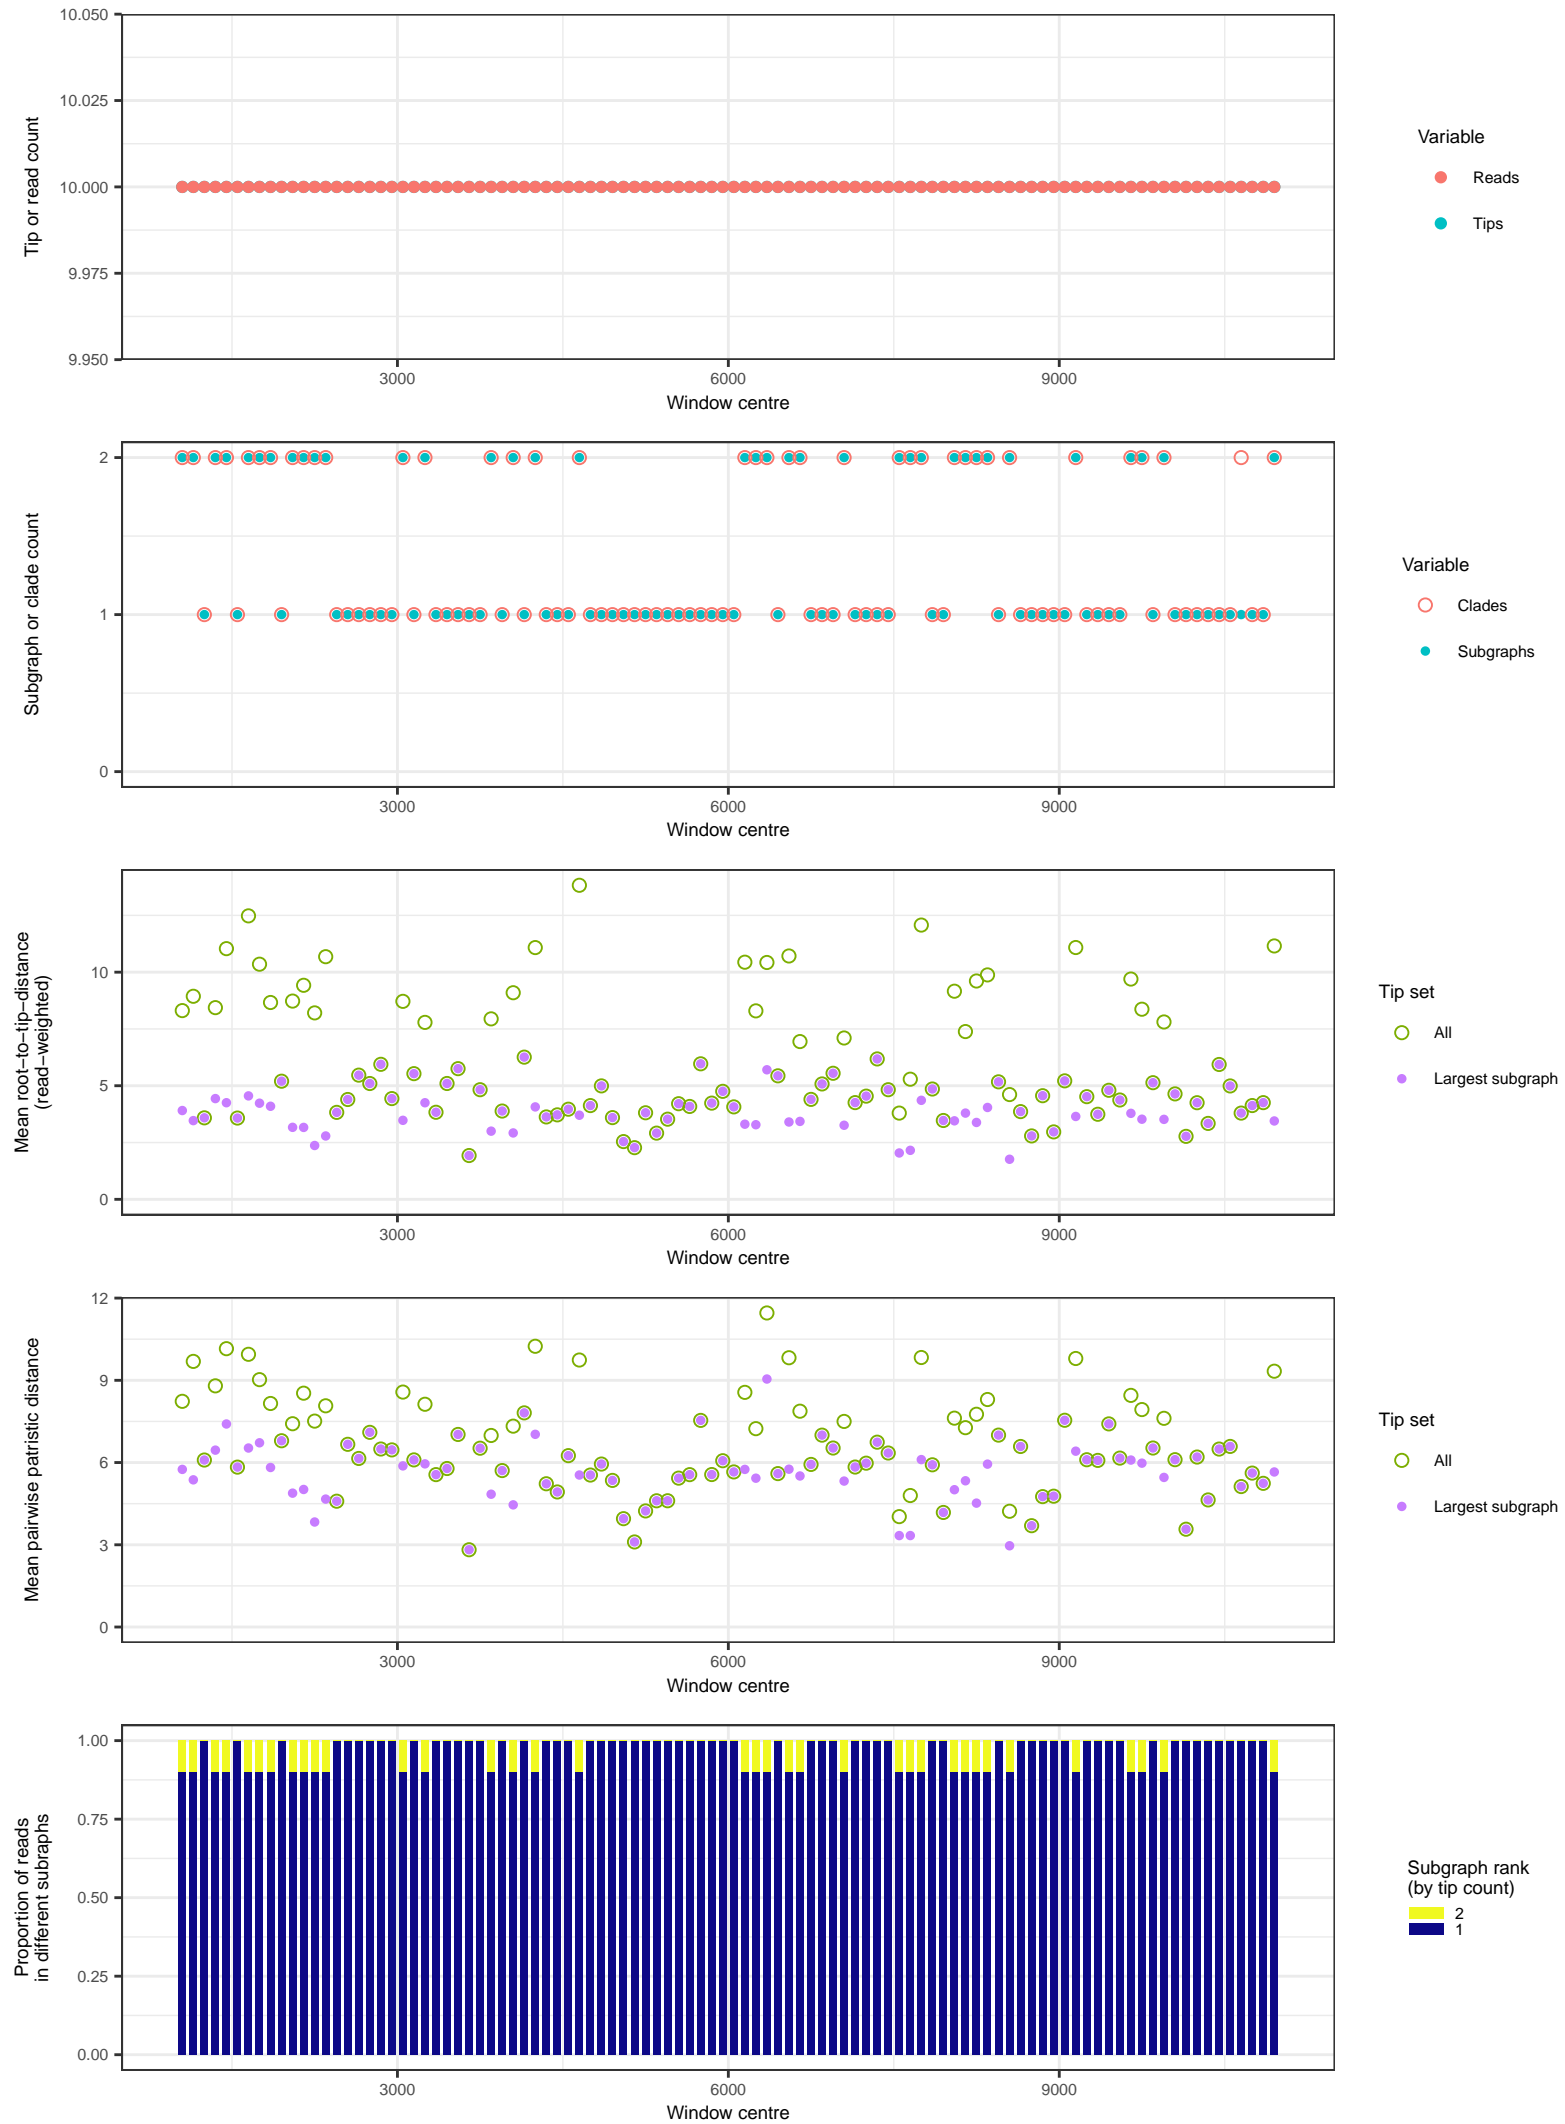 10.050
10.025
10.000
9.975
9.950
Tip or read count
3000
6000
9000
Window centre
Variable
Reads
Tips
2
1
0
Subgraph or clade count
3000
6000
9000
Window centre
Variable
Clades
Subgraphs
10
5
0
Mean root−to−tip−distance
(read−weighted)
3000
6000
9000
Window centre
Tip set
All
Largest subgraph
12
9
6
3
0
Mean pairwise patristic distance
3000
6000
9000
Window centre
Tip set
All
Largest subgraph
1.00
0.75
0.50
0.25
0.00
Proportion of reads
in different subraphs
3000
6000
9000
Window centre
Subgraph rank
(by tip count)
2
1